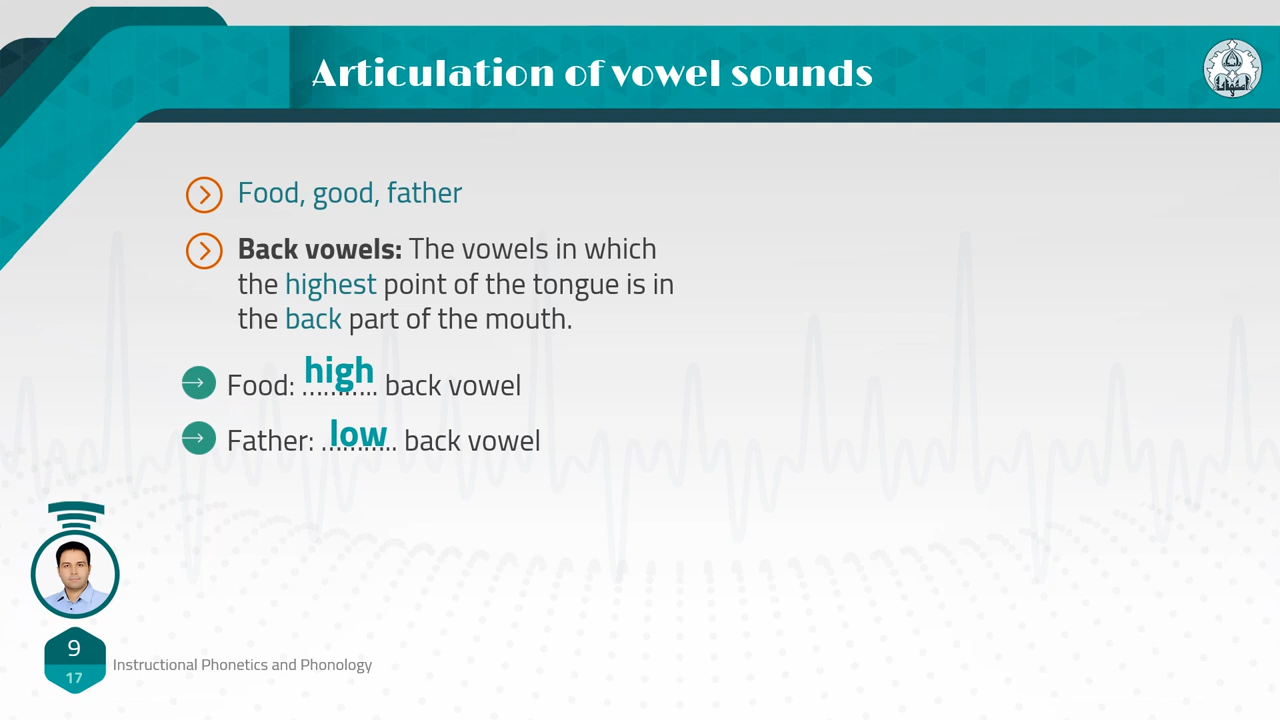 Articulation of vowel sounds
Food, good, father
Back vowels: The vowels in which
the highest point of the tongue is in
the back part of the mouth.
Food: high........... back vowel
Father: low........... back vowel
9
17
Instructional Phonetics and Phonology